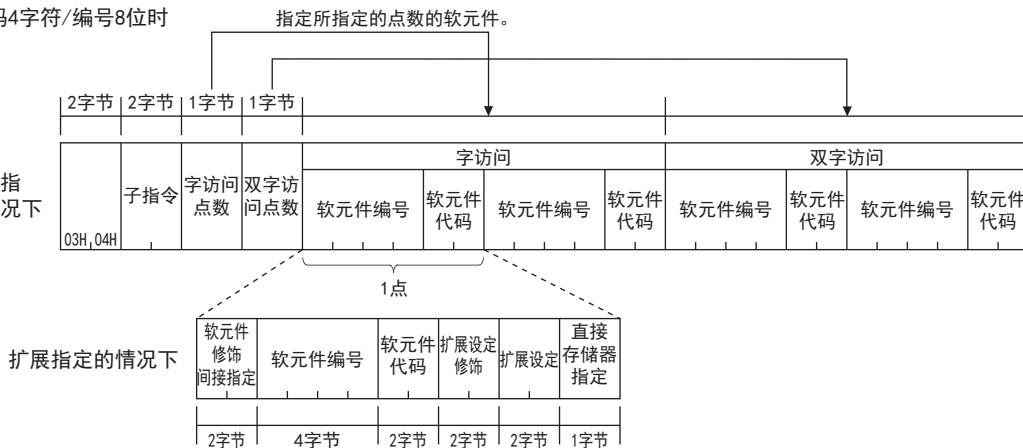 码4字符/编号8位时
指定所指定的点数的软元件。
2字节 2字节 1字节 1字节
字访问 双字访问
指
况下
03H,04H
子指令
字访问
点数
双字访
问点数
软元件编号
软元件
代码
软元件编号
软元件
代码
软元件编号
软元件
代码
软元件编号
软元件
代码
1点
扩展指定的情况下
软元件
修饰
间接指定
软元件编号
软元件
代码
扩展设定
修饰
扩展设定
直接
存储器
指定
2字节 4字节 2字节 2字节 2字节 1字节